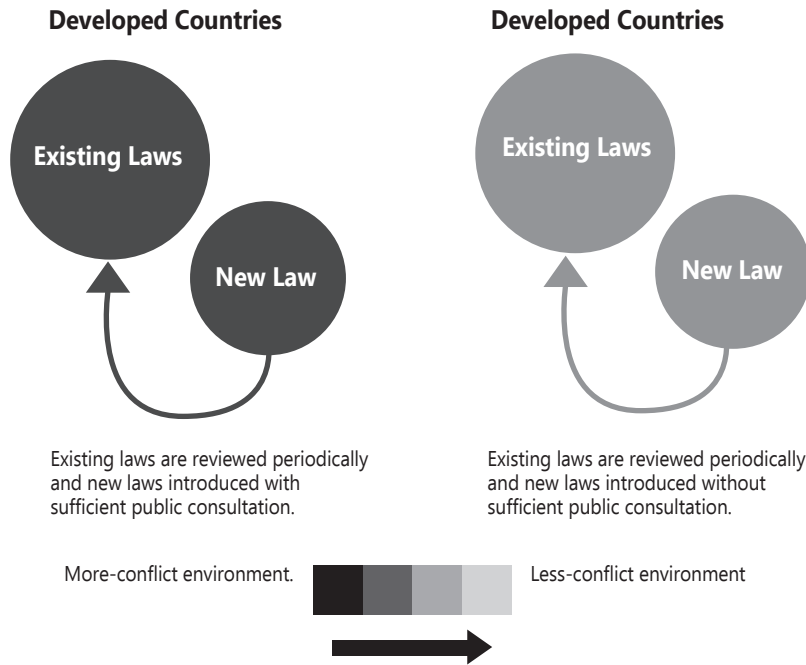 Developed Countries
Existing Laws
New Law
Existing laws are reviewed periodically
and new laws introduced with
sufficient public consultation.
Developed Countries
Existing Laws
New Law
Existing laws are reviewed periodically
and new laws introduced without
sufficient public consultation.
More-conflict environment.
Less-conflict environment